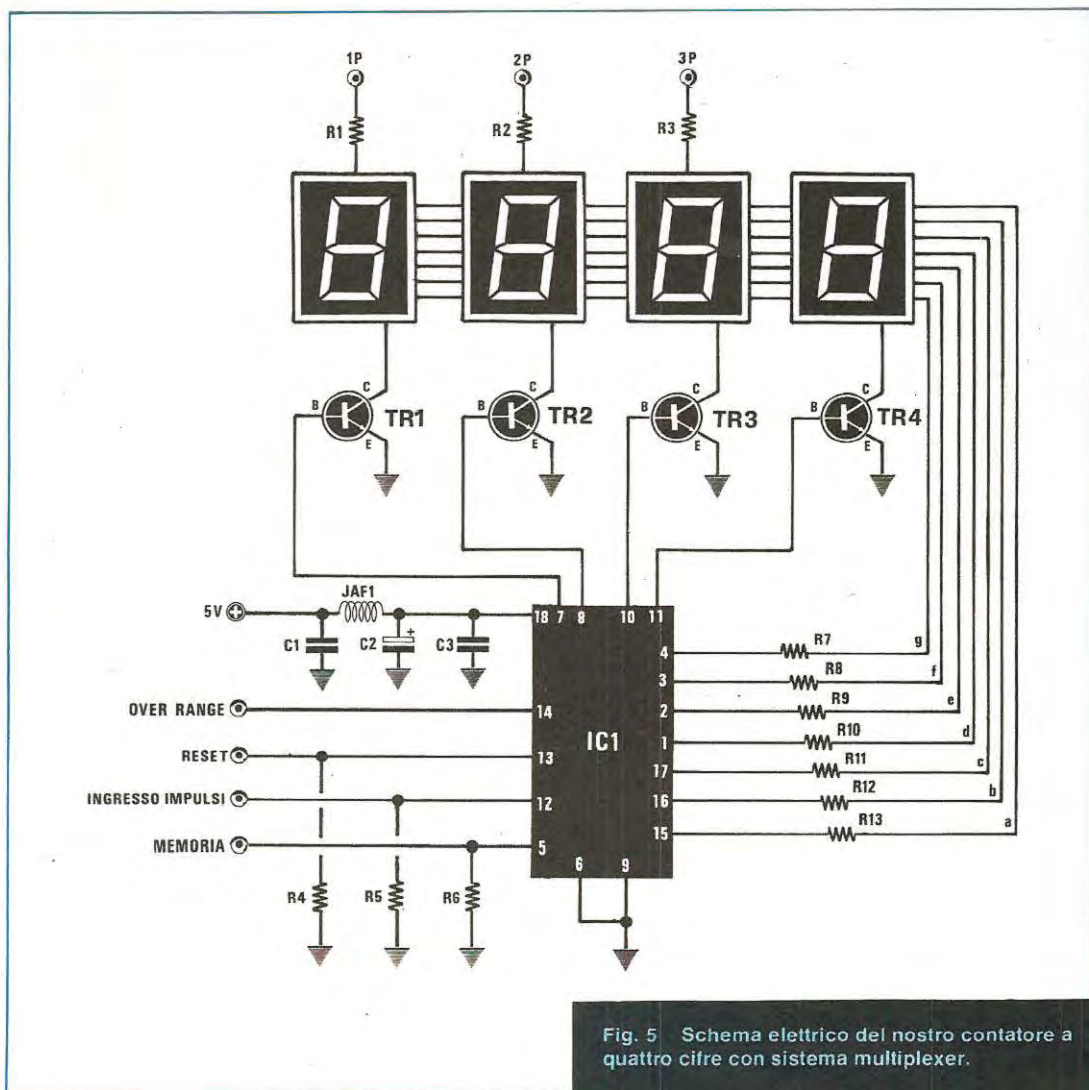 1P 2P 3P
R1 R2 R3
C C C C
B TR1 B TR2 B TR3 B TR4
E E E E
JAF1
5V
18 7 8 10 11
C1 C2 + C3
4 R7 g
3 R8 f
OVER RANGE 14 2 R9 e
IC1
1 R10 d
RESET 13
17 R11 c
INGRESSO IMPULSI 12 16 R12 b
MEMORIA 5 15 R13 a
6 9
R4 R5 R6
Fig. 5 Schema elettrico del nostro contatore a
quattro cifre con sistema multiplexer.